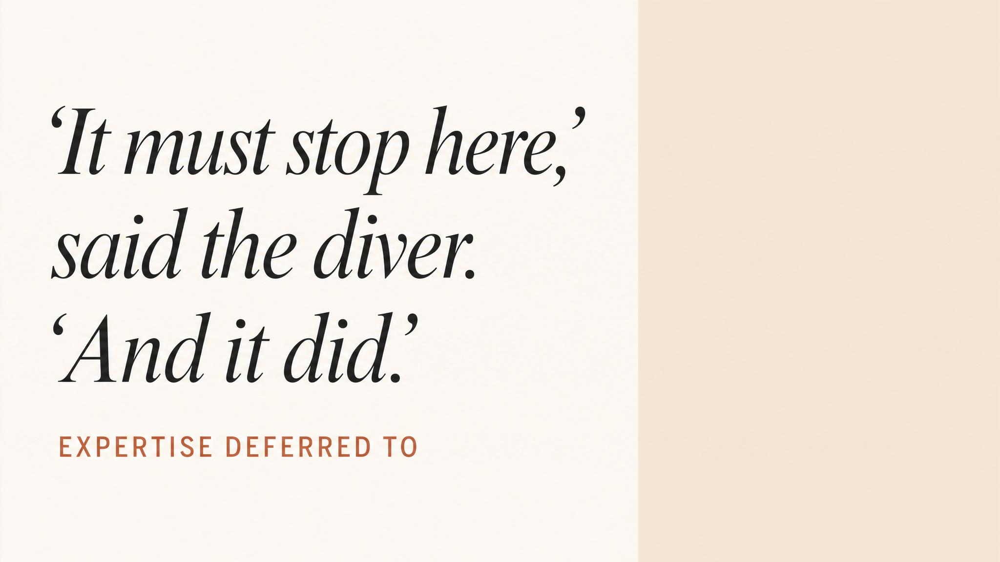 ‘It must stop here,’
said the diver.
‘And it did.’
EXPERTISE DEFERRED TO